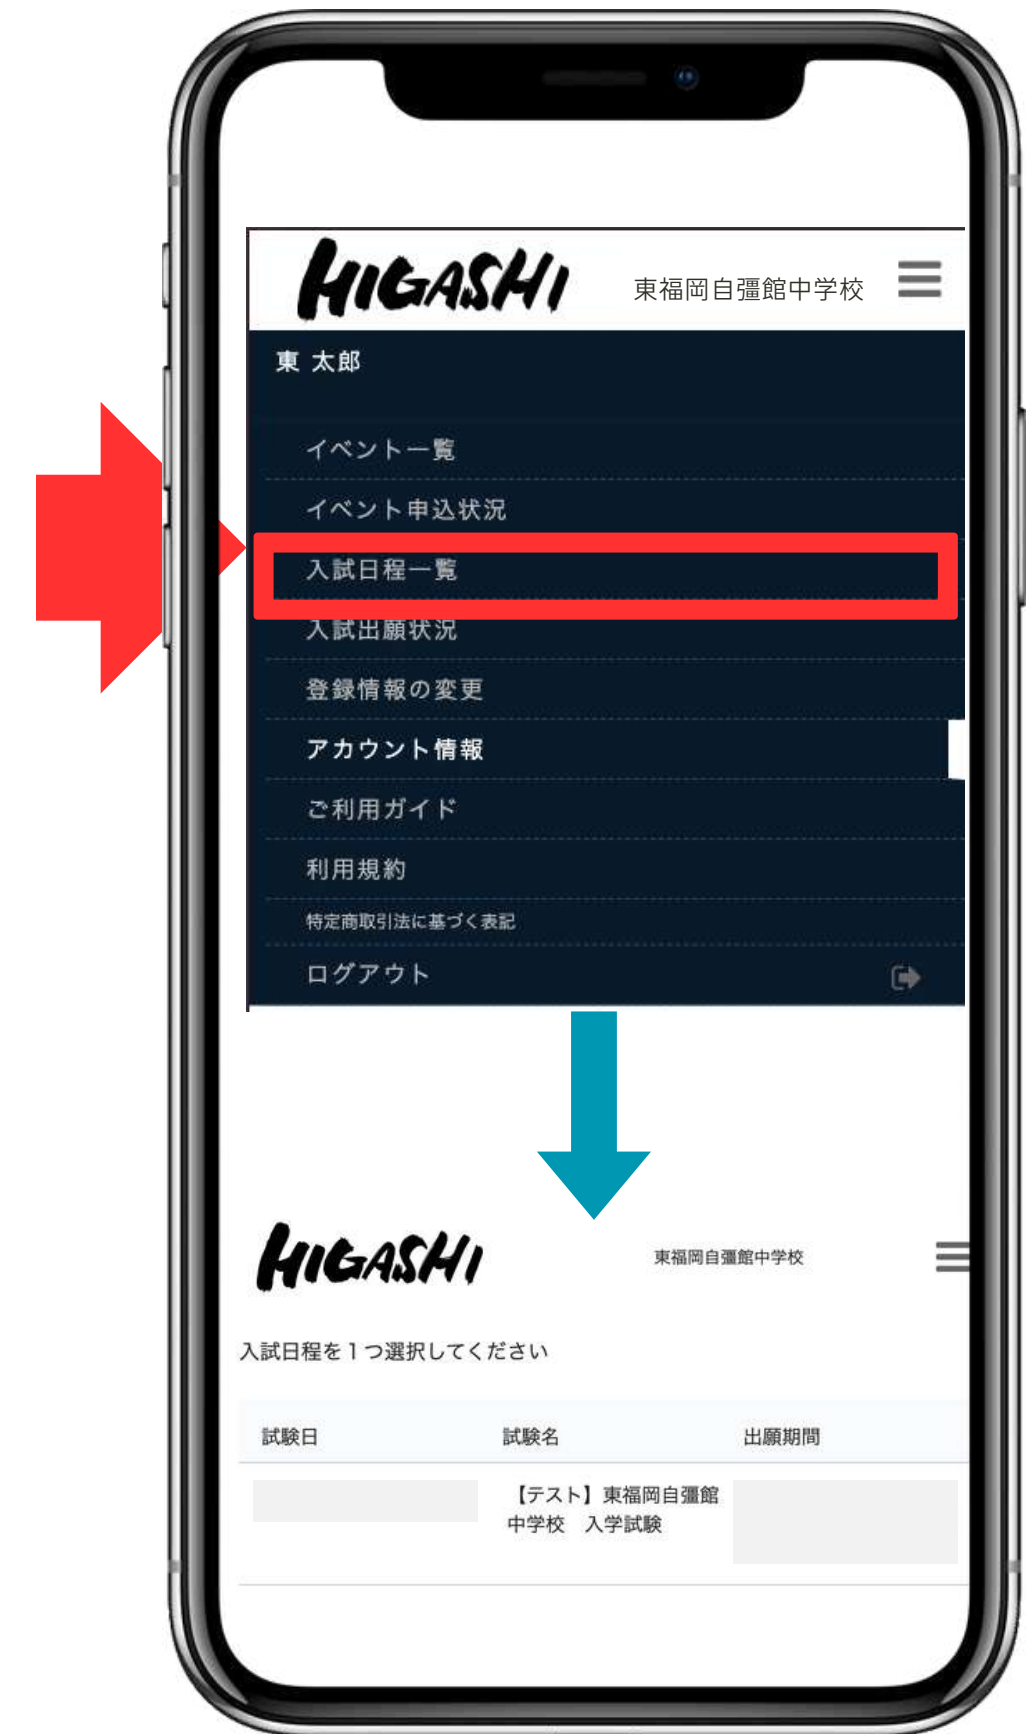 HIGASHI 東福岡自彊館中学校
東 太郎
イベント一覧
イベント申込状況
入試日程一覧
入試出願状況
登録情報の変更
アカウント情報
ご利用ガイド
利用規約
特定商取引法に基づく表記
ログアウト
HIGASHI 東福岡自彊館中学校
入試日程を1つ選択してください
試験日 試験名 出願期間
【テスト】東福岡自彊館
中学校 入学試験